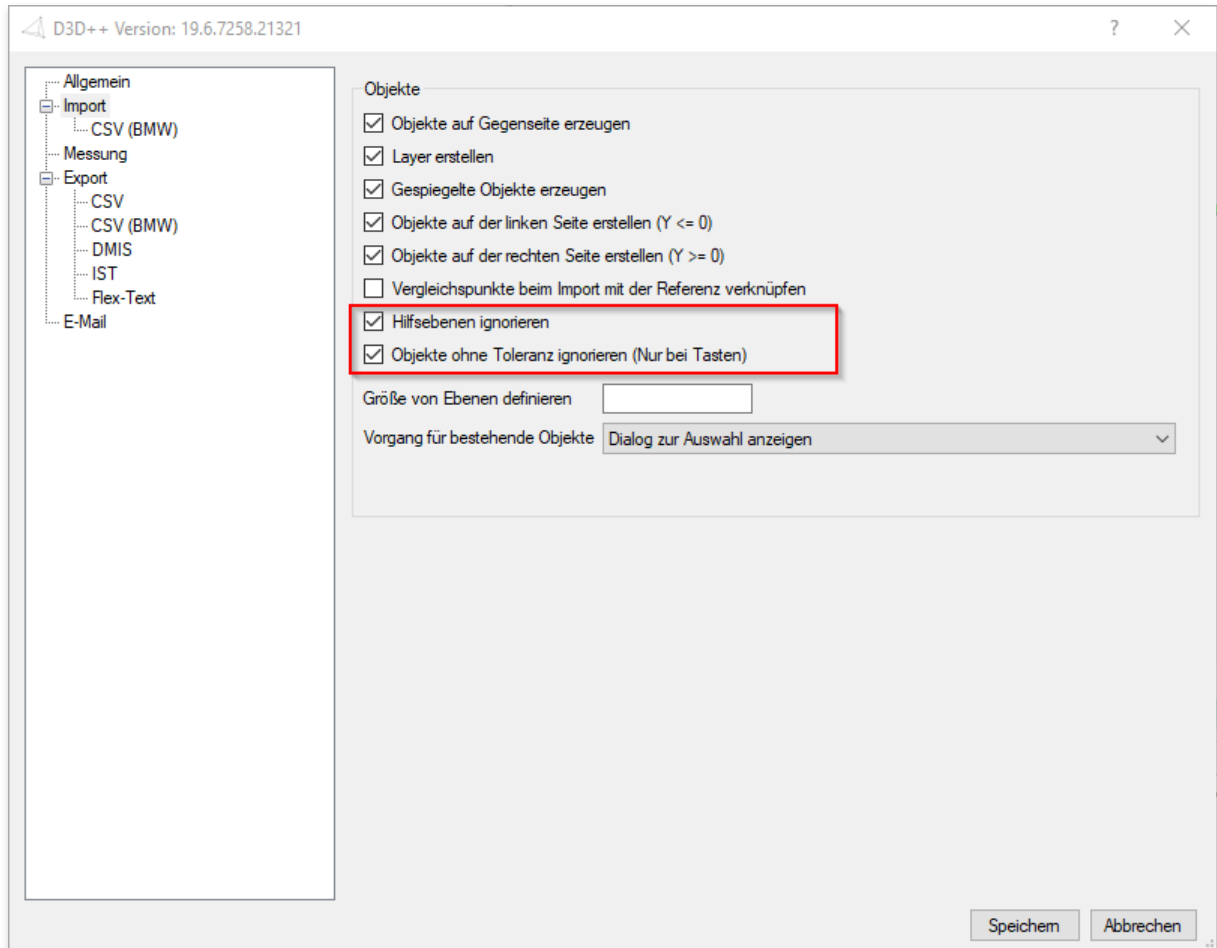 D3D++ Version: 19.6.7258.21321
?
Allgemein
Import
CSV (BMW)
Messung
Export
CSV
CSV (BMW)
DMIS
IST
Flex-Text
E-Mail
Objekte
Objekte auf Gegenseite erzeugen
Layer erstellen
Gespiegelte Objekte erzeugen
Objekte auf der linken Seite erstellen (Y <= 0)
Objekte auf der rechten Seite erstellen (Y >= 0)
Vergleichspunkte beim Import mit der Referenz verknüpfen
Hilfsebenen ignorieren
Objekte ohne Toleranz ignorieren (Nur bei Tasten)
Größe von Ebenen definieren
Vorgang für bestehende Objekte Dialog zur Auswahl anzeigen
Speichern Abbrechen